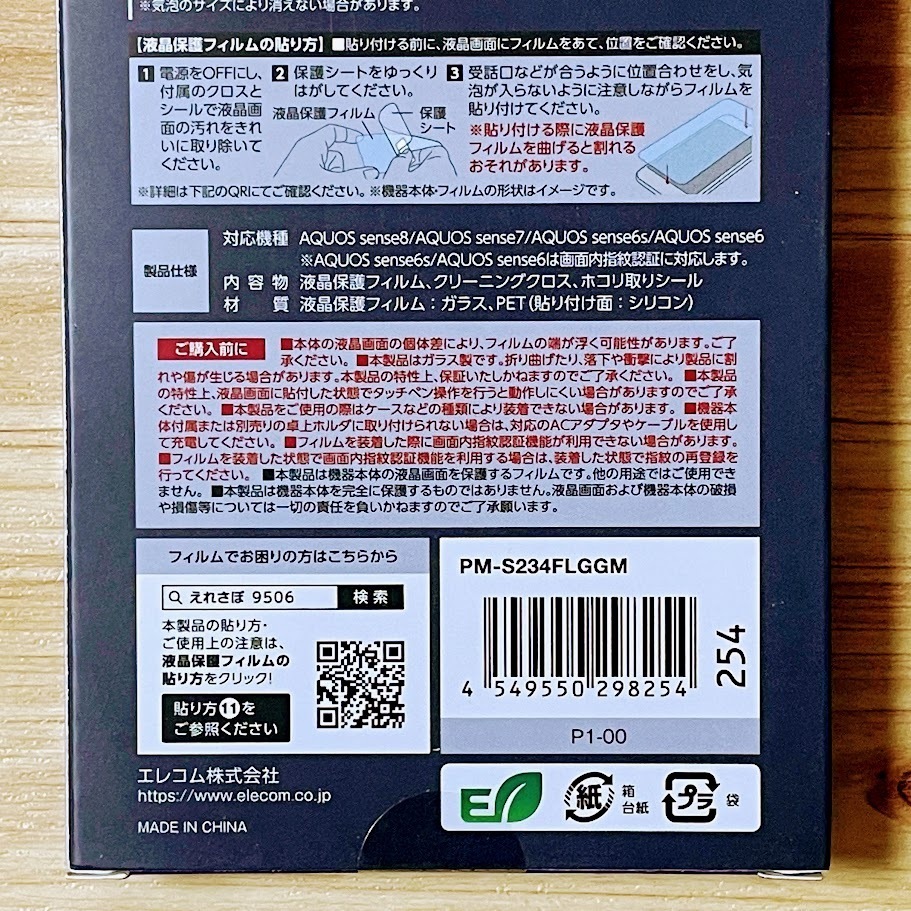 ※気泡のサイズにより消えない場合があります。
【液晶保護フィルムの貼り方】■貼り付ける前に、液晶画面にフィルムをあて、位置をご確認ください。
1 電源をOFFにし、
付属のクロスと
シールで液晶画
面の汚れをきれ
いに取り除いて
ください。
2 保護シートをゆっくり
はがしてください。
液晶保護フィルム
保護
シート
3 受話口などが合うように位置合わせをし、気
泡が入らないように注意しながらフィルムを
貼り付けてください。
※貼り付ける際に液晶保護
フィルムを曲げると割れる
おそれがあります。
※詳細は下記のQRにてご確認ください。※機器本体・フィルムの形状はイメージです。
製品仕様
対応機種 AQUOS sense8/AQUOS sense7/AQUOS sense6s/AQUOS sense6
※AQUOS sense6s/AQUOS sense6は画面内指紋認証に対応します。
内容物 液晶保護フィルム、クリーニングクロス、ホコリ取りシール
材質 液晶保護フィルム：ガラス、PET(貼り付け面：シリコン)
ご購入前に ■本体の液晶画面の個体差により、フィルムの端が浮く可能性があります。ご了
承ください。 ■本製品はガラス製です。折り曲げたり、落下や衝撃により製品に割
れや傷が生じる場合があります。本製品の特性上、保証いたしかねますのでご了承ください。 ■本製品
の特性上、液晶画面に貼付した状態でタッチペン操作を行うと動作しにくい場合がありますのでご了承
ください。 ■本製品をご使用の際はケースなどの種類により装着できない場合があります。 ■機器本
体付属または別売りの卓上ホルダに取り付けられない場合は、対応のACアダプタやケーブルを使用し
て充電してください。 ■フィルムを装着した際に画面内指紋認証機能が利用できない場合があります。
■フィルムを装着した状態で画面内指紋認証機能を利用する場合は、装着した状態で指紋の再登録を
行ってください。 ■本製品は機器本体の液晶画面を保護するフィルムです。他の用途ではご使用でき
ません。 ■本製品は機器本体を完全に保護するものではありません。液晶画面および機器本体の破損
や損傷等については一切の責任を負いかねますのでご了承願います。
フィルムでお困りの方はこちらから
えれさぽ 9506 検索
本製品の貼り方・
ご使用上の注意は、
液晶保護フィルムの
貼り方をクリック!
貼り方⓫を
ご参照ください
PM-S234FLGGM
4 549550 298254
254
P1-00
エレコム株式会社
https://www.elecom.co.jp
MADE IN CHINA
E
紙
箱
台紙
プラ
袋